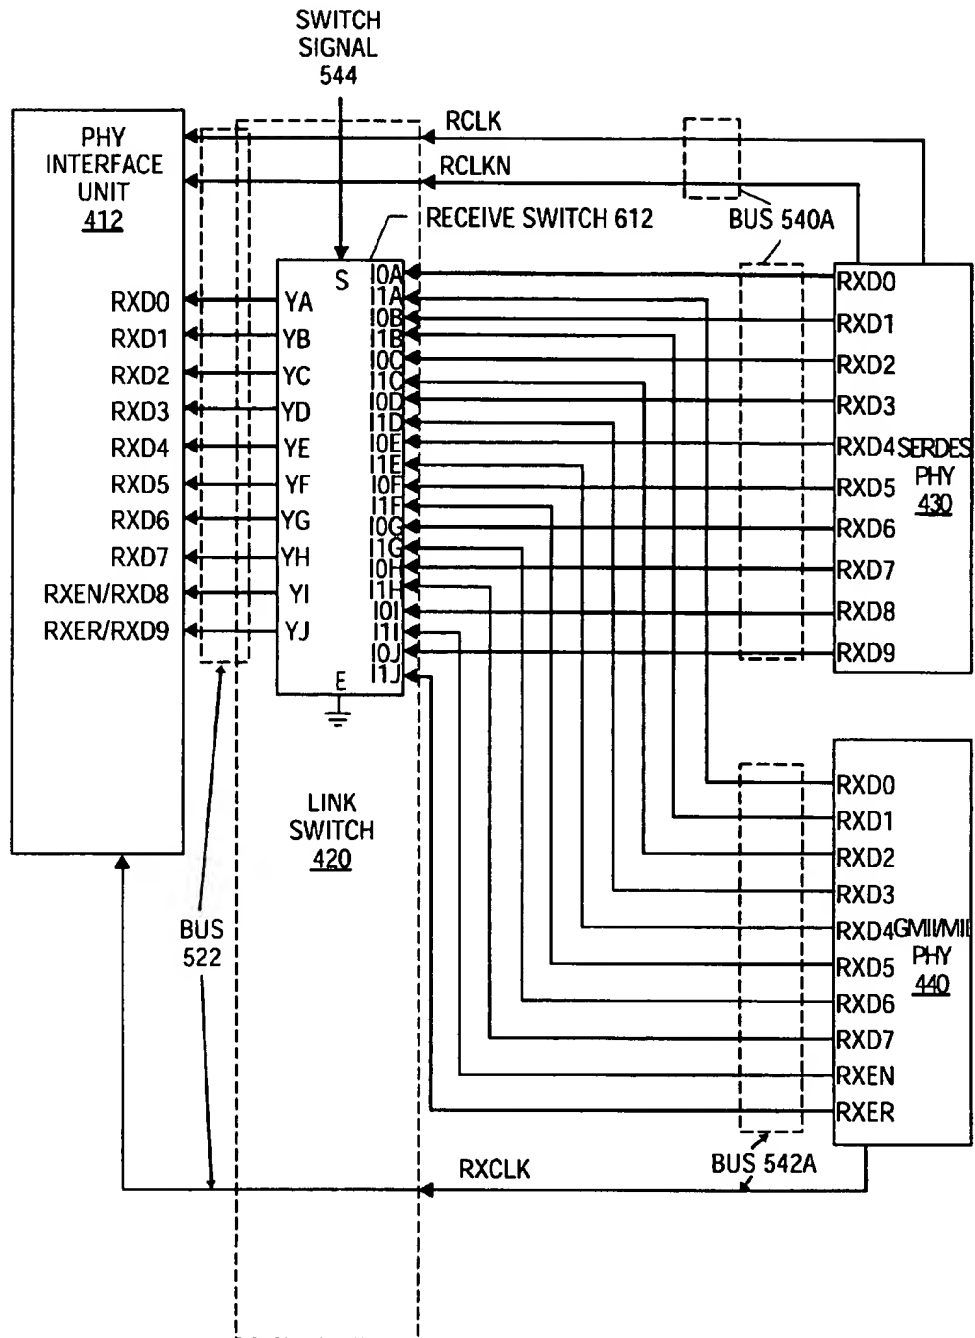 SWITCH
SIGNAL
544
RCLK
RCLKN
PHY
INTERFACE
UNIT
412
RECEIVE SWITCH 612
BUS 540A
S
RXD0
RXD1
RXD2
RXD3
RXD4
RXD5
RXD6
RXD7
RXEN/RXD8
RXER/RXD9
YA
YB
YC
YD
YE
YF
YG
YH
YI
YJ
E
I0A
I1A
I0B
I1B
I0C
I1C
I0D
I1D
I0E
I1E
I0F
I1F
I0G
I1G
I0H
I1H
I0I
I1I
I0J
I1J
RXD0
RXD1
RXD2
RXD3
RXD4
RXD5
RXD6
RXD7
RXD8
RXD9
SERDES
PHY
430
LINK
SWITCH
420
BUS
522
RXD0
RXD1
RXD2
RXD3
RXD4
RXD5
RXD6
RXD7
RXEN
RXER
GMII/MII
PHY
440
BUS 542A
RXCLK